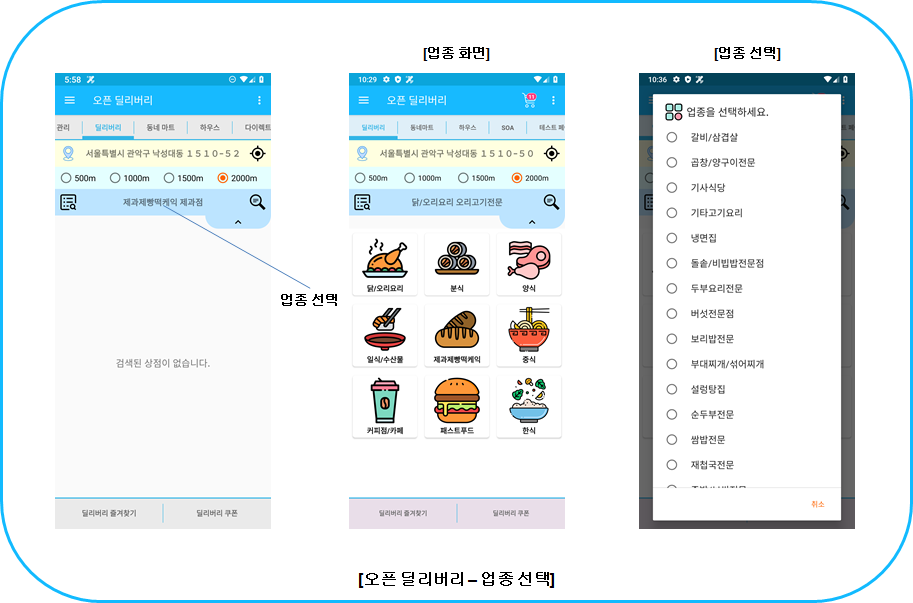 [업종 화면]
[업종 선택]
5:58
오픈 딜리버리
관리 딜리버리 동네 마트 하우스 다이렉트
서울특별시 관악구 낙성대동 1510-52
500m 1000m 1500m 2000m
제과제빵떡케익 제과점
업종 선택
검색된 상점이 없습니다.
딜리버리 즐겨찾기 딜리버리 쿠폰
10:29
오픈 딜리버리
11
딜리버리 동네마트 하우스 SOA 테스트 페
서울특별시 관악구 낙성대동 1510-50
500m 1000m 1500m 2000m
닭/오리요리 오리고기전문
닭/오리요리 분식 양식
일식/수산물 제과제빵떡케익 중식
커피점/카페 패스트푸드 한식
딜리버리 즐겨찾기 딜리버리 쿠폰
10:36
업종을 선택하세요.
갈비/삼겹살
곱창/양구이전문
기사식당
기타고기요리
냉면집
돌솥/비빕밥전문점
두부요리전문
버섯전문점
보리밥전문
부대찌개/섞어찌개
설렁탕집
순두부전문
쌈밥전문
재첩국전문
취소
[오픈 딜리버리 – 업종 선택]